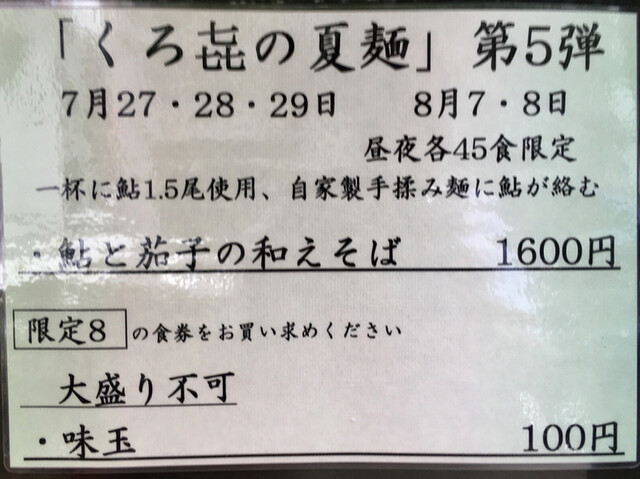 「くろ㐂の夏麺」第5弾
7月27・28・29日　8月7・8日
昼夜各45食限定
一杯に鮎1.5尾使用、自家製手揉み麺に鮎が絡む
・鮎と茄子の和えそば　1600円
限定8 の食券をお買い求めください
大盛り不可
・味玉　100円